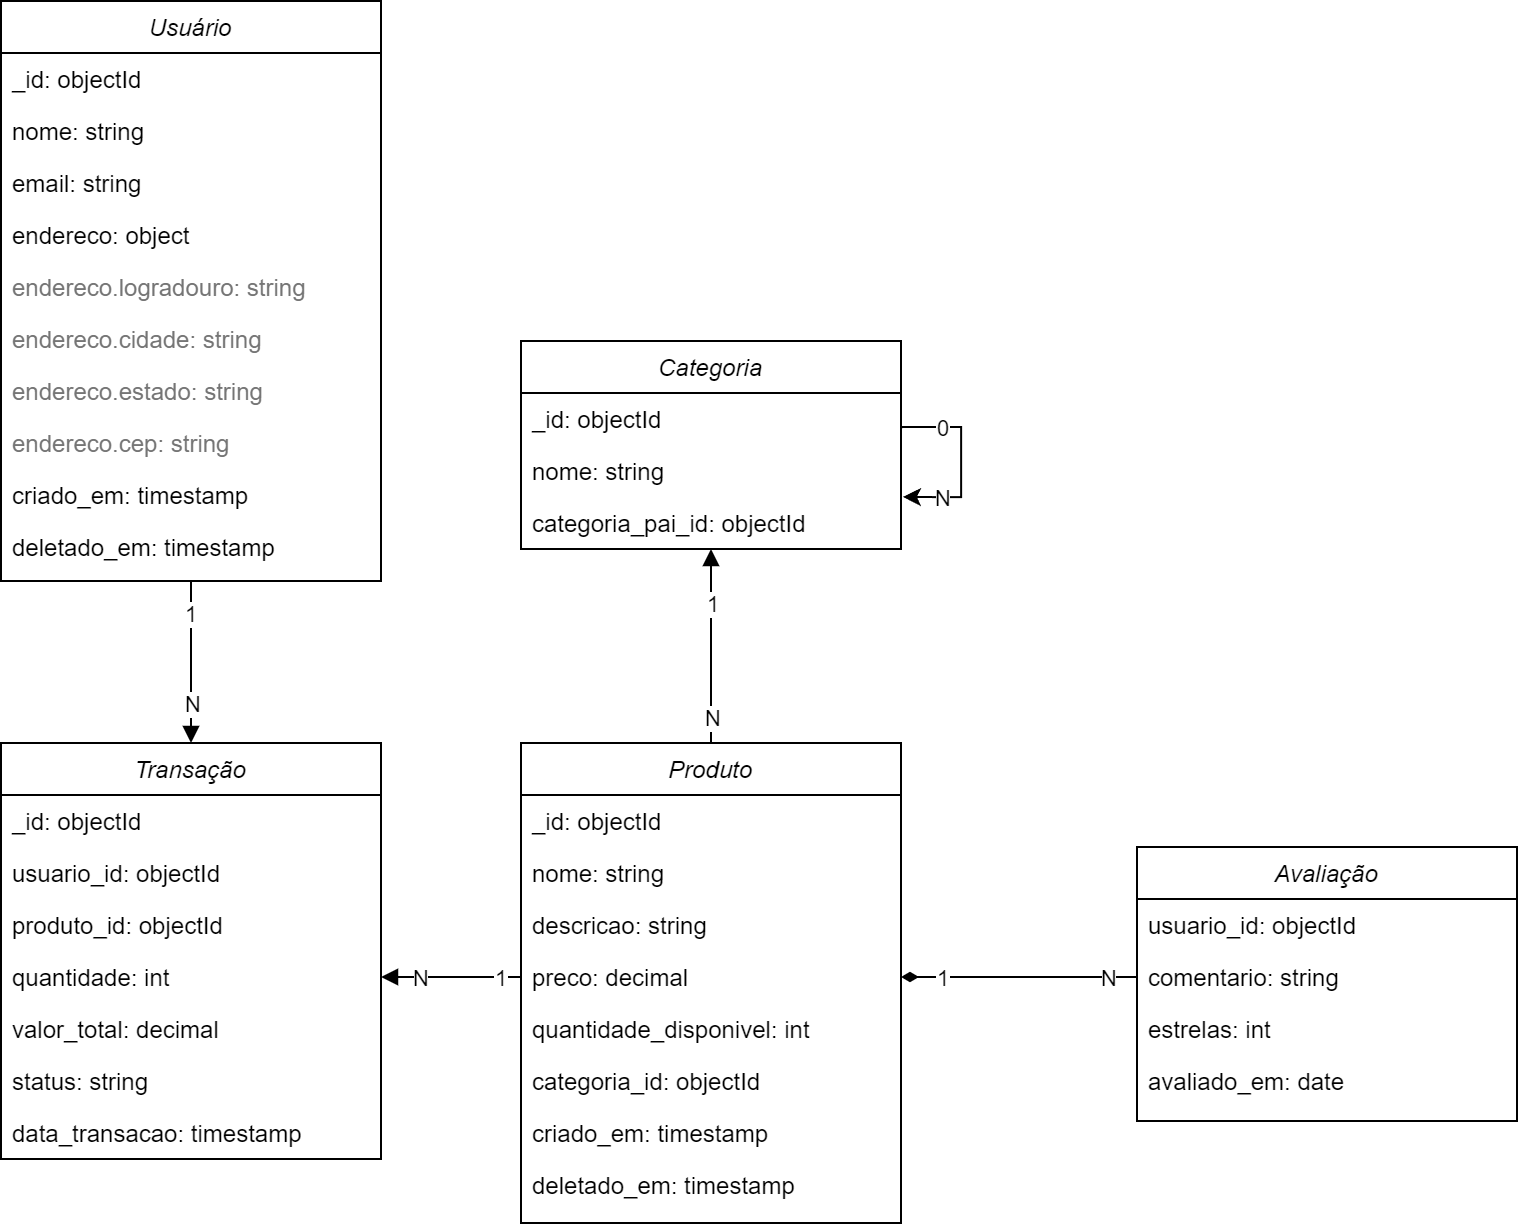 Usuário
_id: objectId
nome: string
email: string
endereco: object
endereco.logradouro: string
endereco.cidade: string
endereco.estado: string
endereco.cep: string
criado_em: timestamp
deletado_em: timestamp
1
N
Categoria
_id: objectId
nome: string
categoria_pai_id: objectId
0
N
1
N
Transação
_id: objectId
usuario_id: objectId
produto_id: objectId
quantidade: int
valor_total: decimal
status: string
data_transacao: timestamp
N
1
Produto
_id: objectId
nome: string
descricao: string
preco: decimal
quantidade_disponivel: int
categoria_id: objectId
criado_em: timestamp
deletado_em: timestamp
1
N
Avaliação
usuario_id: objectId
comentario: string
estrelas: int
avaliado_em: date